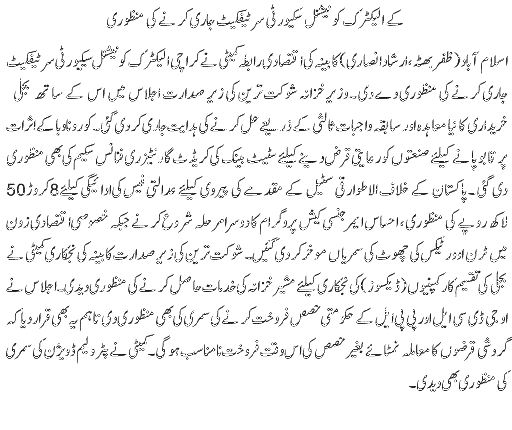 کے الیکٹرک کو نیشنل سکیورٹی سرٹیفکیٹ جاری کرنے کی منظوری
اسلام آباد (ظفر بھٹہ، ارشاد انصاری) کابینہ کی اقتصادی رابطہ کمیٹی نے کراچی الیکٹرک کو نیشنل سیکیورٹی سرٹیفکیٹ
جاری کرنے کی منظوری دے دی۔ وزیر خزانہ شوکت ترین کی زیر صدارت اجلاس میں اس کے ساتھ بجلی
خریداری کا نیا معاہدہ اور سابقہ واجبات ثالثی کے ذریعے حل کرنے کی ہدایت جاری کر دی گئی۔ کورونا وبا کے اثرات
پر قابو پانے کیلئے صنعتوں کو رعایتی قرض دینے کیلئے سٹیٹ بینک کی کریڈٹ گارنٹیز ری فنانس سکیم کی بھی منظوری
دی گئی۔ پاکستان کے خلاف الاطوارقی سٹیل کے مقدمے کی پیروی کیلئے عدالتی فیس کی ادائیگی کیلئے 8 کروڑ 50
لاکھ روپے کی منظوری، احساس ایمرجنسی کیش پروگرام کا دوسرا مرحلہ شروع کرنے جبکہ خصوصی اقتصادی زون
میں ٹرن اوور ٹیکس کی چھوٹ کی سمریاں موخر کر دی گئیں۔ شوکت ترین کی زیر صدارت کابینہ کی نجکاری کمیٹی نے
بجلی کی تقسیم کار کمپنیوں (ڈیسکوز) کی نجکاری کیلئے مشیر خزانہ کی خدمات حاصل کرنے کی منظوری دیدی۔ اجلاس نے
او جی ڈی سی ایل اور پی پی ایل کے حکومتی حصص فروخت کرنے کی سمری کی بھی منظوری دی تاہم یہ بھی قرار دیا کہ
گردشی قرضوں کا معاملہ نمٹائے بغیر حصص کی اس وقت فروخت نامناسب ہوگی۔ کمیٹی نے پٹرولیم ڈویژن کی سمری
کی منظوری بھی دیدی۔